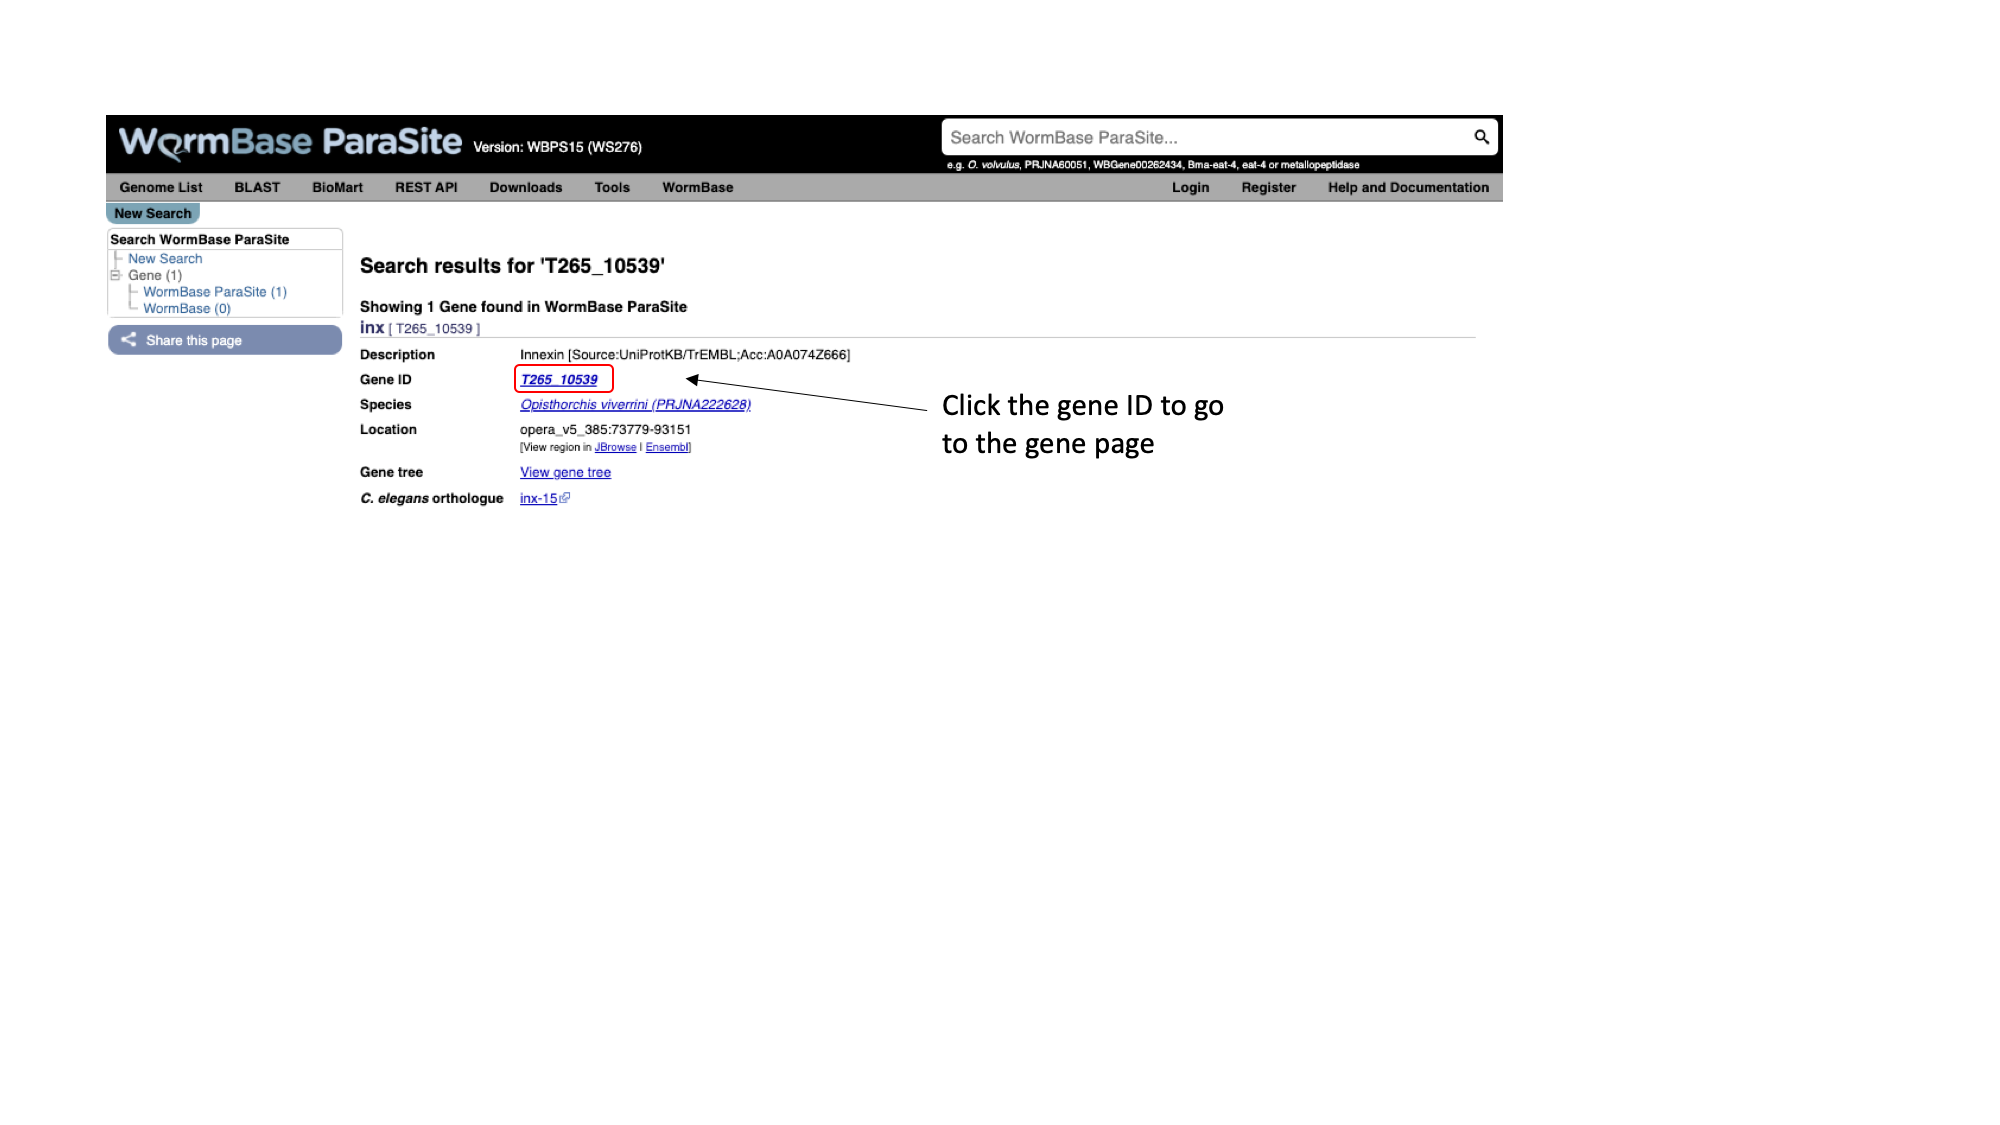 WormBase ParaSite Version: WBPS15 (WS276)
Search WormBase ParaSite...
e.g. O. volvulus, PRJNA60051, WBGene00262434, Bma-eat-4, eat-4 or metallopeptidase
Genome List BLAST BioMart REST API Downloads Tools WormBase Login Register Help and Documentation
New Search
Search WormBase ParaSite
New Search
Gene (1)
WormBase ParaSite (1)
WormBase (0)
Share this page
Search results for 'T265_10539'
Showing 1 Gene found in WormBase ParaSite
inx [ T265_10539 ]
Description Innexin [Source:UniProtKB/TrEMBL;Acc:A0A074Z666]
Gene ID T265_10539
Species Opisthorchis viverrini (PRJNA222628)
Location opera_v5_385:73779-93151
[View region in JBrowse | Ensembl]
Gene tree View gene tree
C. elegans orthologue inx-15
Click the gene ID to go
to the gene page